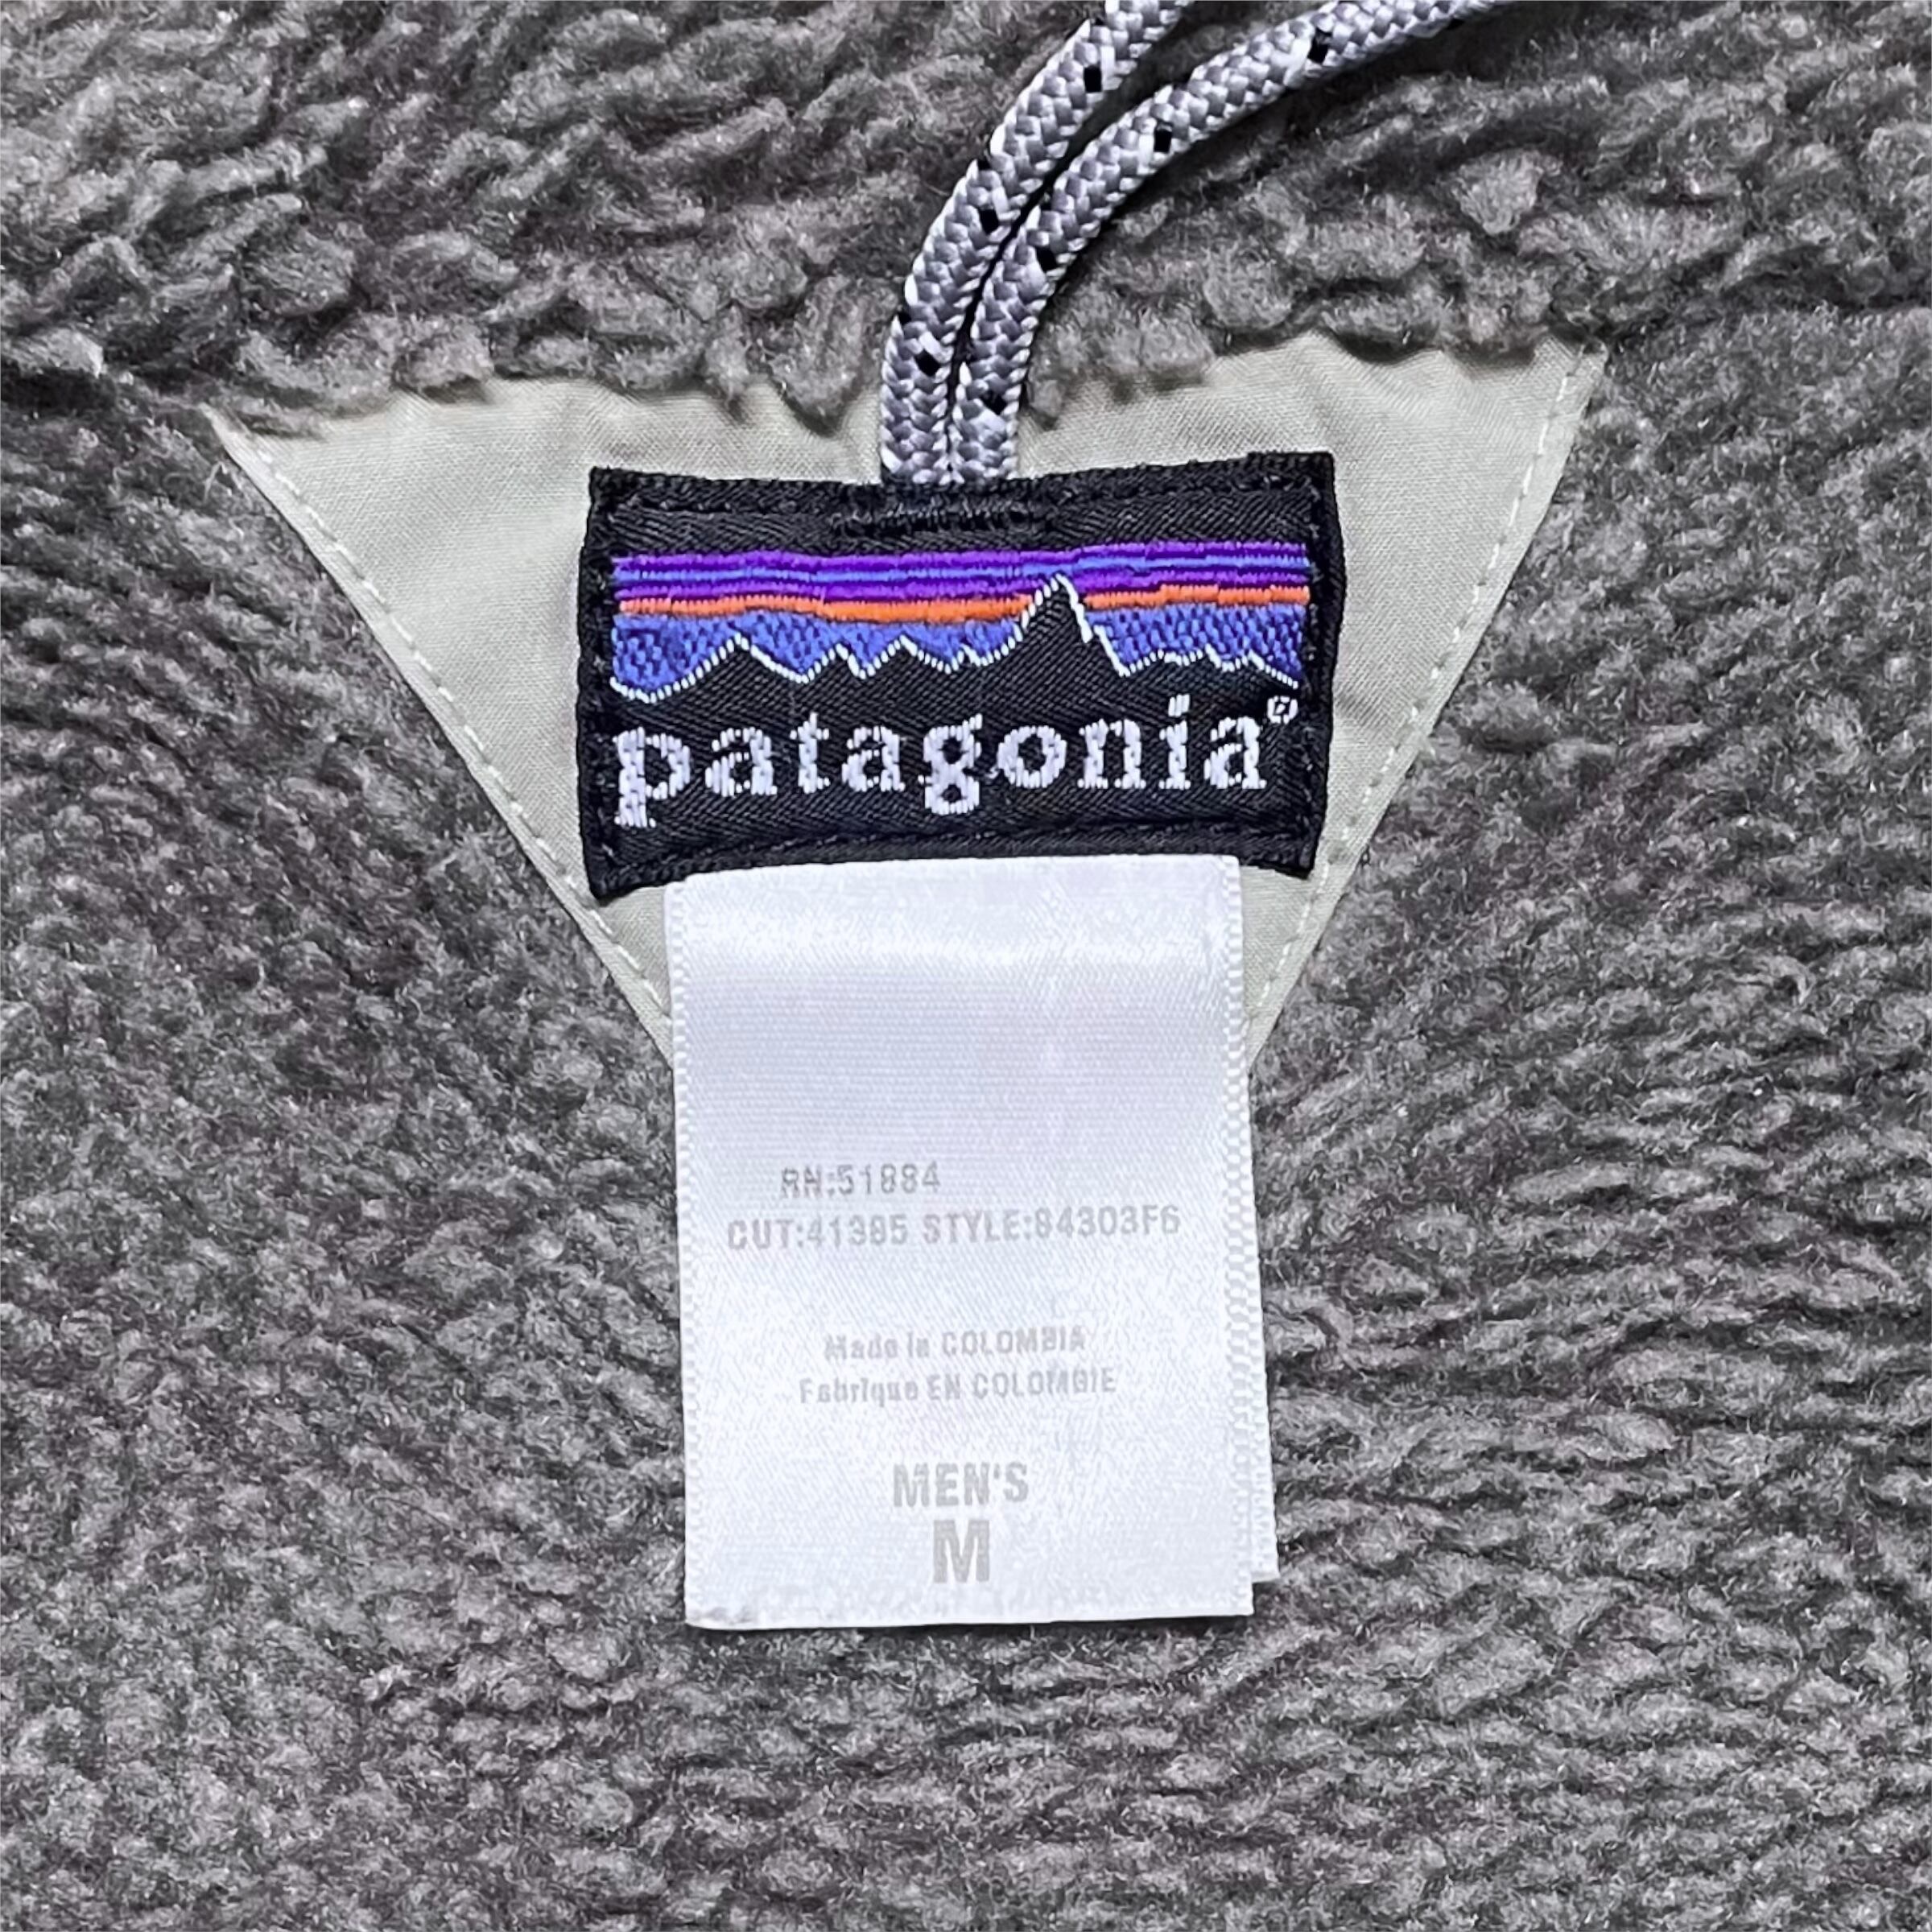 patagonia®
RN:51884
CUT:41385 STYLE:84303F6
Made in COLOMBIA
Fabrique EN COLOMBIE
MEN'S
M